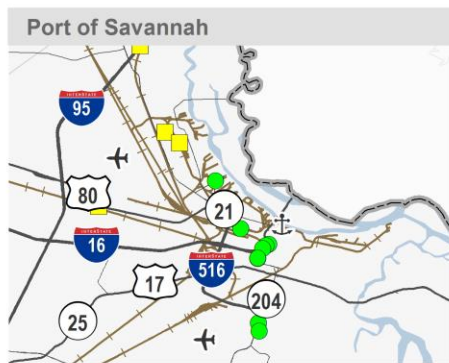 Port of Savannah
INTERSTATE
95
80
21
INTERSTATE
16
INTERSTATE
516
17
204
25